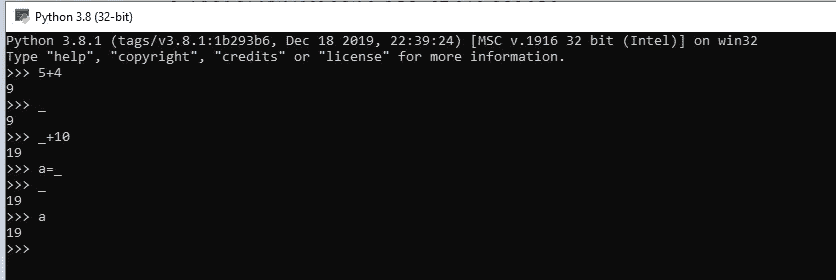 Python 3.8 (32-bit)
Python 3.8.1 (tags/v3.8.1:1b293b6, Dec 18 2019, 22:39:24) [MSC v.1916 32 bit (Intel)] on win32
Type "help", "copyright", "credits" or "license" for more information.
>>> 5+4
9
>>> _
9
>>> _+10
19
>>> a=_
>>> _
19
>>> a
19
>>>